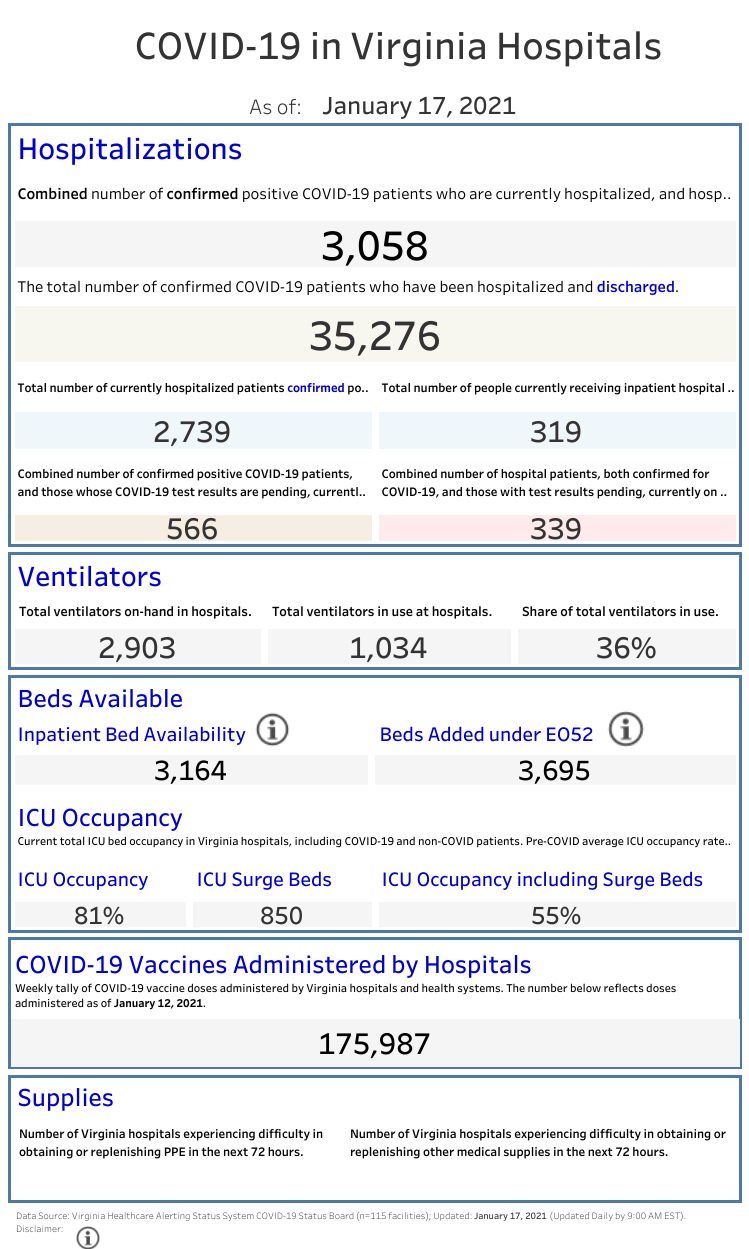 COVID-19 in Virginia Hospitals
As of: January 17, 2021
Hospitalizations
Combined number of confirmed positive COVID-19 patients who are currently hospitalized, and hosp..
3,058
The total number of confirmed COVID-19 patients who have been hospitalized and discharged.
35,276
Total number of currently hospitalized patients confirmed po..
Total number of people currently receiving inpatient hospital ..
2,739
319
Combined number of confirmed positive COVID-19 patients,
and those whose COVID-19 test results are pending, currentl..
Combined number of hospital patients, both confirmed for
COVID-19, and those with test results pending, currently on ..
566
339
Ventilators
Total ventilators on-hand in hospitals.
Total ventilators in use at hospitals.
Share of total ventilators in use.
2,903
1,034
36%
Beds Available
Inpatient Bed Availability
Beds Added under EO52
3,164
3,695
ICU Occupancy
Current total ICU bed occupancy in Virginia hospitals, including COVID-19 and non-COVID patients. Pre-COVID average ICU occupancy rate..
ICU Occupancy
ICU Surge Beds
ICU Occupancy including Surge Beds
81%
850
55%
COVID-19 Vaccines Administered by Hospitals
Weekly tally of COVID-19 vaccine doses administered by Virginia hospitals and health systems. The number below reflects doses
administered as of January 12, 2021.
175,987
Supplies
Number of Virginia hospitals experiencing difficulty in
obtaining or replenishing PPE in the next 72 hours.
Number of Virginia hospitals experiencing difficulty in obtaining or
replenishing other medical supplies in the next 72 hours.
Data Source: Virginia Healthcare Alerting Status System COVID-19 Status Board (n=115 facilities); Updated: January 17, 2021 (Updated Daily by 9:00 AM EST).
Disclaimer: